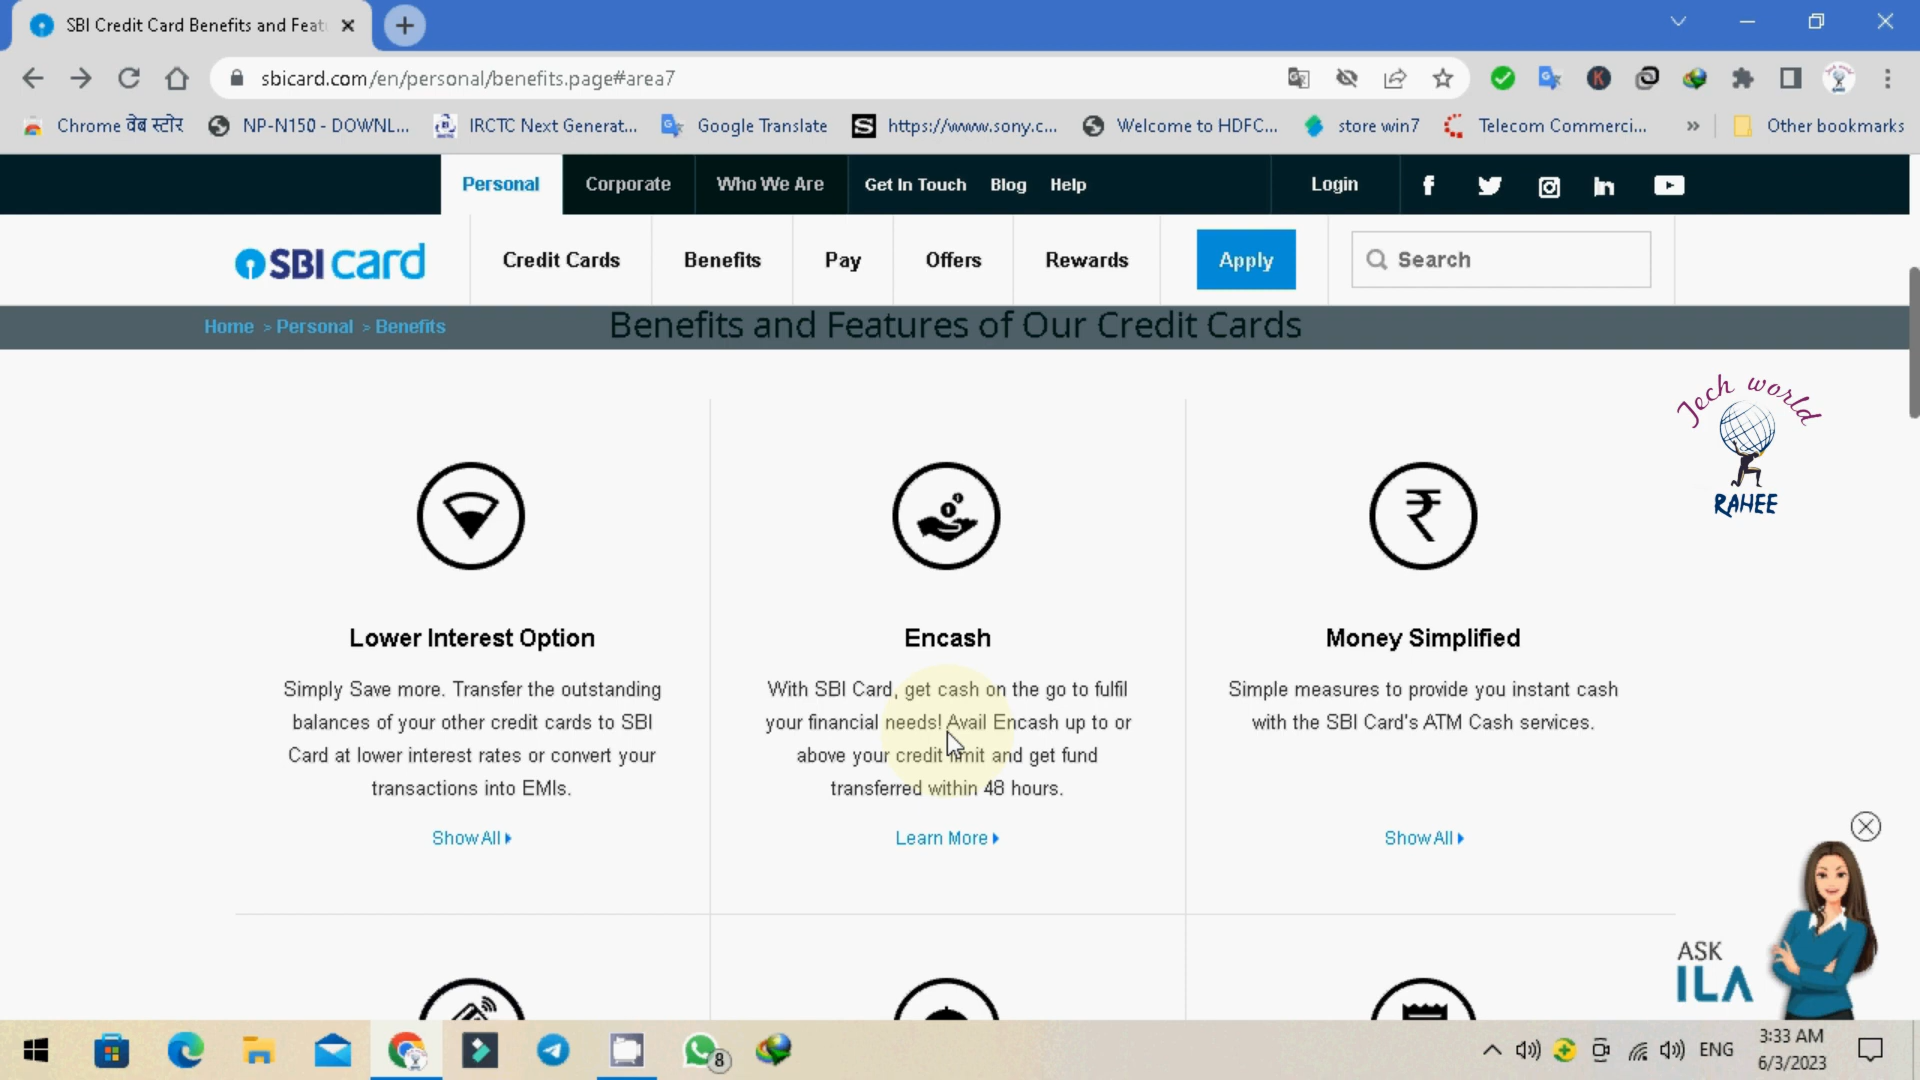 SBI Credit Card Benefits and Feat
sbicard.com/en/personal/benefits.page#area7
Chrome वेब स्टोर
NP-N150 - DOWNL...
IRCTC Next Generat...
Google Translate
https://www.sony.c...
Welcome to HDFC...
store win7
Telecom Commerci...
Other bookmarks
Personal
Corporate
Who We Are
Get In Touch
Blog
Help
Login
SBI card
Credit Cards
Benefits
Pay
Offers
Rewards
Apply
Search
Home > Personal > Benefits
Benefits and Features of Our Credit Cards
Tech world
RAHEE
Lower Interest Option
Simply Save more. Transfer the outstanding
balances of your other credit cards to SBI
Card at lower interest rates or convert your
transactions into EMIs.
Show All
Encash
With SBI Card, get cash on the go to fulfil
your financial needs! Avail Encash up to or
above your credit limit and get fund
transferred within 48 hours.
Learn More
Money Simplified
Simple measures to provide you instant cash
with the SBI Card's ATM Cash services.
Show All
ASK
ILA
8
ENG
3:33 AM
6/3/2023